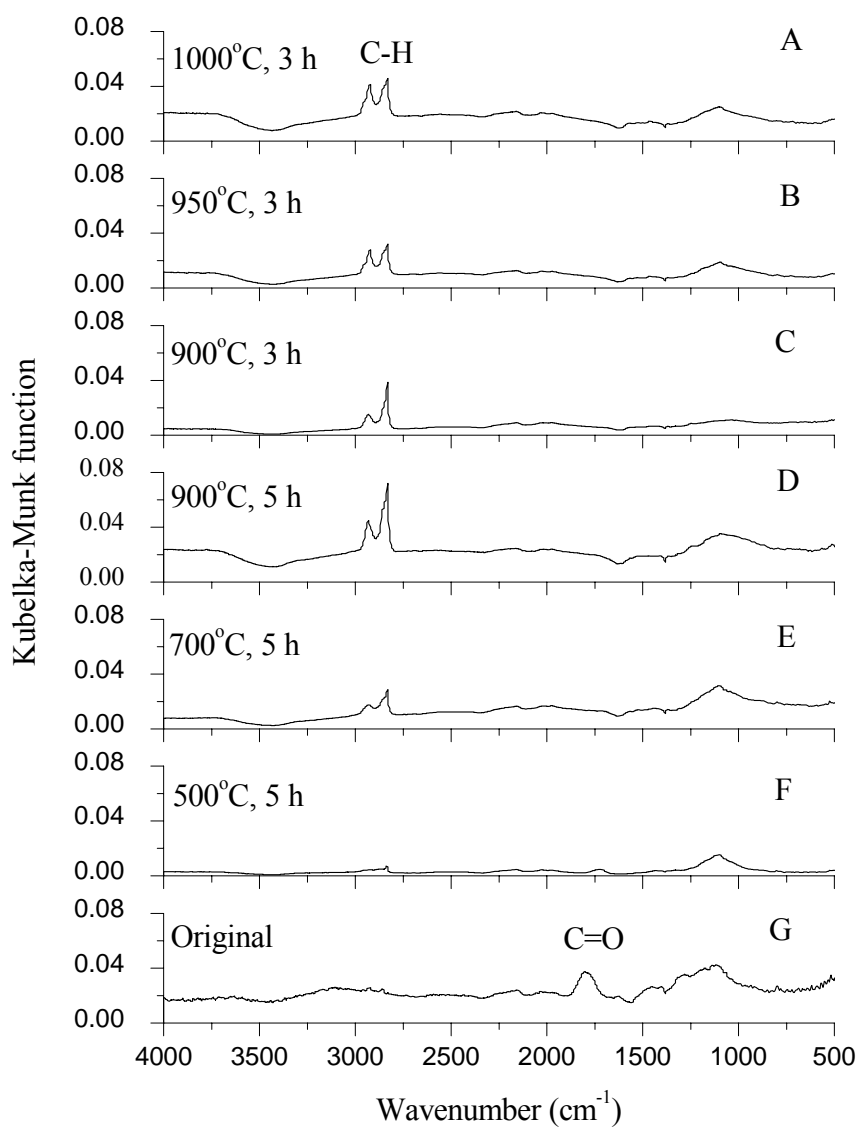 0.08
1000°C, 3 h
C-H
A
0.04
0.00
0.08
950°C, 3 h
B
0.04
0.00
0.08
900°C, 3 h
C
0.04
0.00
0.08
900°C, 5 h
D
0.04
0.00
0.08
700°C, 5 h
E
0.04
0.00
0.08
500°C, 5 h
F
0.04
0.00
0.08
Original
C=O
G
0.04
0.00
4000 3500 3000 2500 2000 1500 1000 500
Wavenumber (cm⁻¹)
Kubelka-Munk function